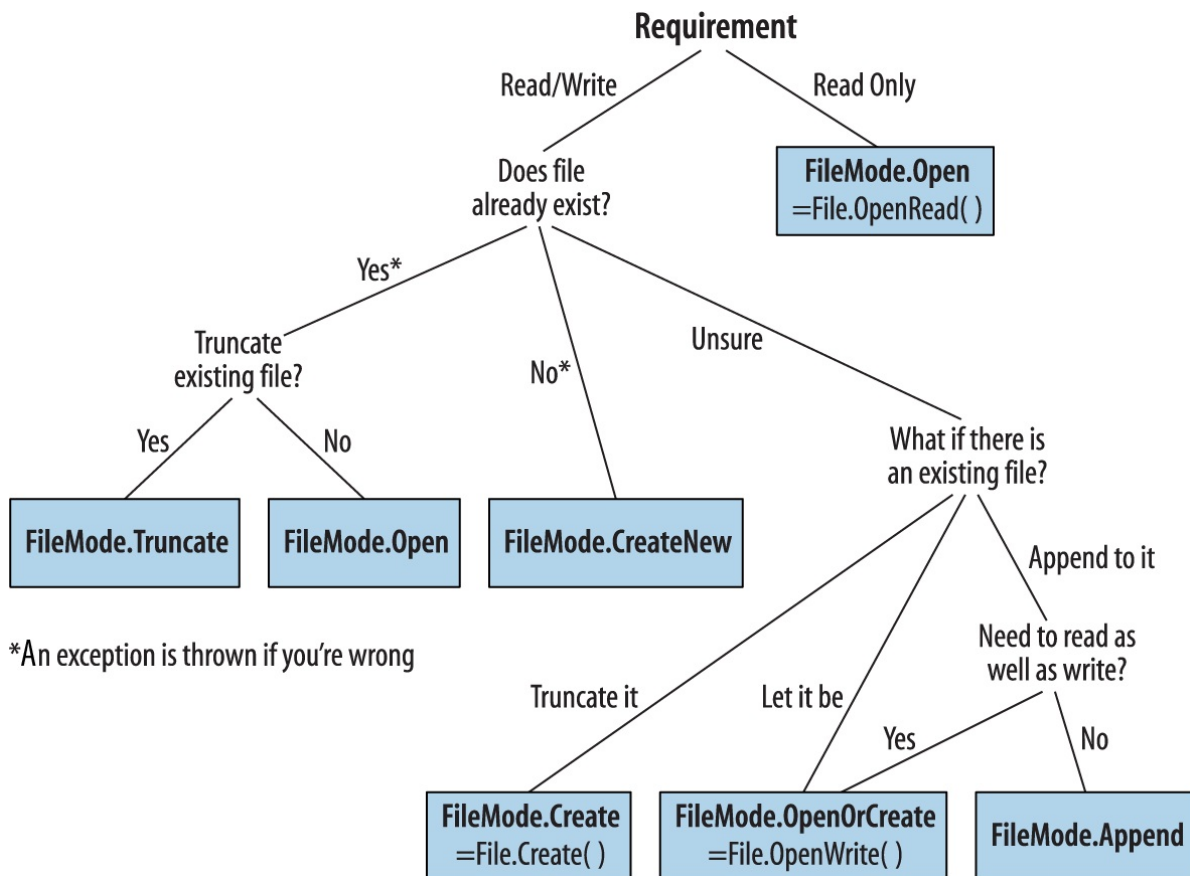 Requirement
Read/Write
Read Only
Does file
already exist?
FileMode.Open
=File.OpenRead( )
Yes*
Unsure
Truncate
existing file?
No*
Yes
No
What if there is
an existing file?
FileMode.Truncate
FileMode.Open
FileMode.CreateNew
Append to it
*An exception is thrown if you're wrong
Need to read as
well as write?
Truncate it
Let it be
Yes
No
FileMode.Create
=File.Create( )
FileMode.OpenOrCreate
=File.OpenWrite( )
FileMode.Append